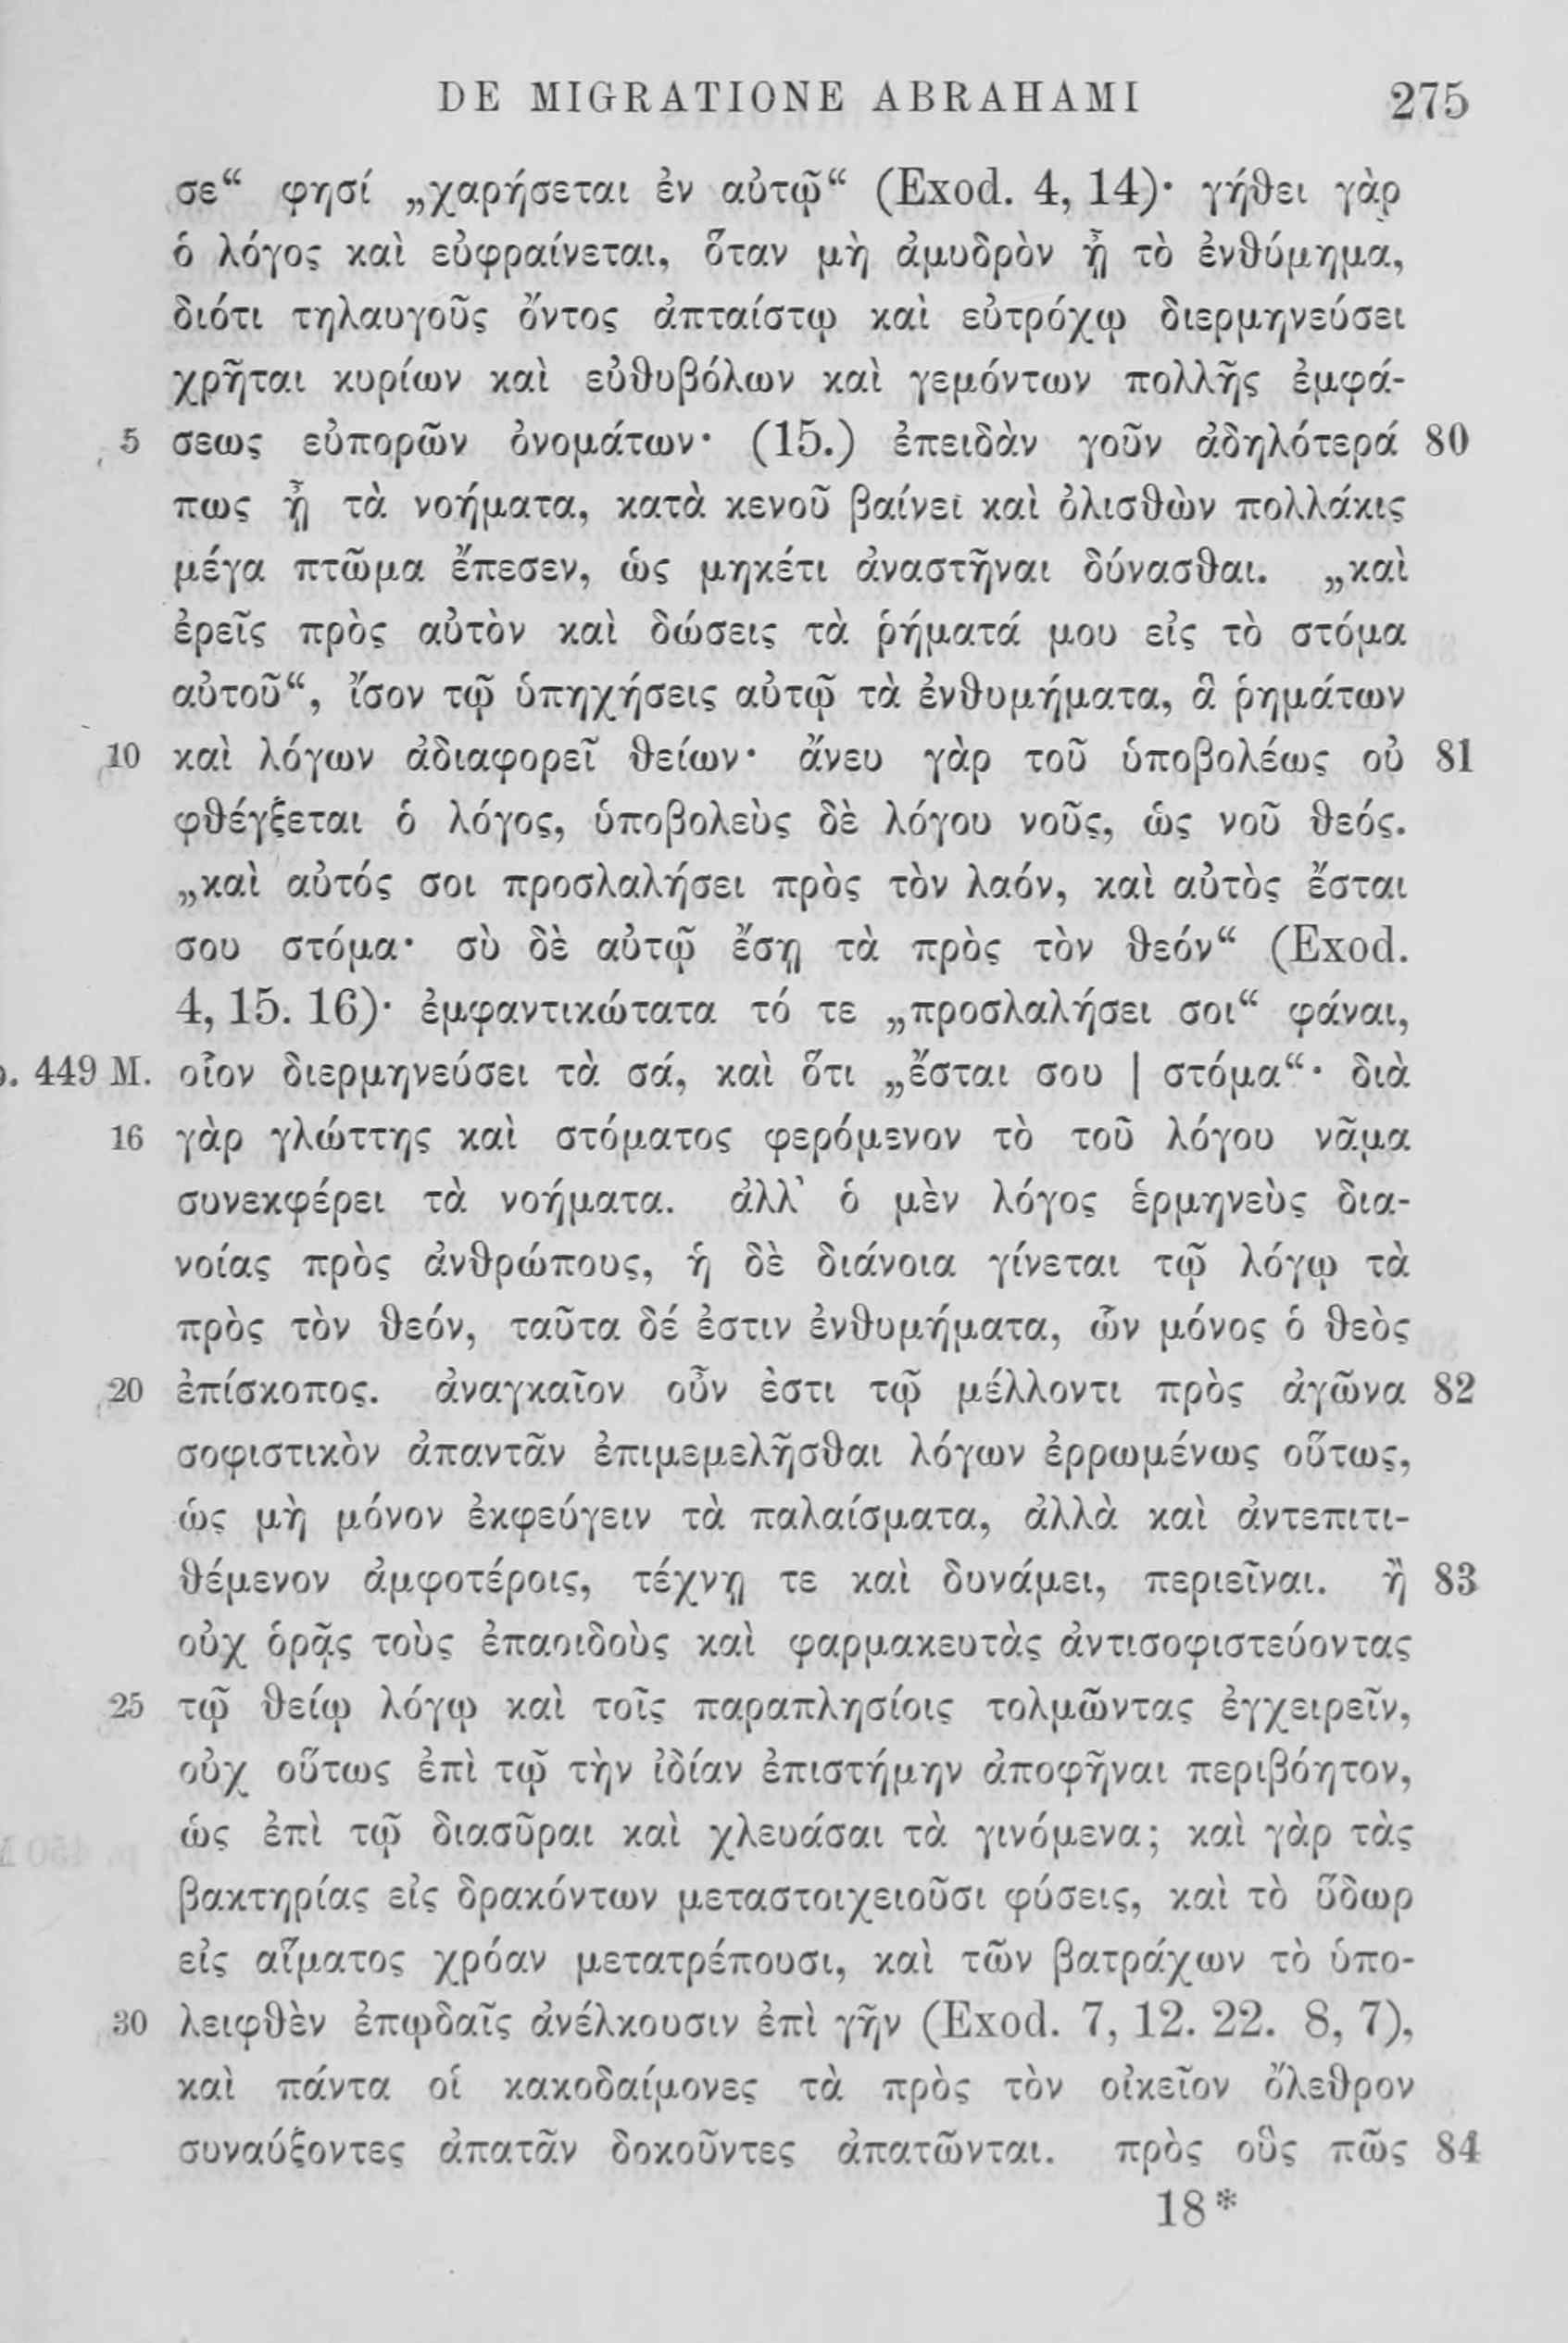 DE MIGRATIONE ABRAHAMI 275
σε“ φησί „χαρήσεται ἐν αὐτῷ“ (Exod. 4, 14)· γήθει γὰρ
ὁ λόγος καὶ εὐφραίνεται, ὅταν μὴ ἀμυδρὸν ᾖ τὸ ἐνθύμημα,
διότι τηλαυγοῦς ὄντος ἀπταίστῳ καὶ εὐτρόχῳ διερμηνεύσει
χρῆται κυρίων καὶ εὐθυβόλων καὶ γεμόντων πολλῆς ἐμφά-
5 σεως εὐπορῶν ὀνομάτων· (15.) ἐπειδὰν γοῦν ἀδηλότερά 80
πως ᾖ τὰ νοήματα, κατὰ κενοῦ βαίνει καὶ ὀλισθὼν πολλάκις
μέγα πτῶμα ἔπεσεν, ὡς μηκέτι ἀναστῆναι δύνασθαι. „καὶ
ἐρεῖς πρὸς αὐτὸν καὶ δώσεις τὰ ῥήματά μου εἰς τὸ στόμα
αὐτοῦ“, ἴσον τῷ ὑπηχήσεις αὐτῷ τὰ ἐνθυμήματα, ἃ ῥημάτων
10 καὶ λόγων ἀδιαφορεῖ θείων· ἄνευ γὰρ τοῦ ὑποβολέως οὐ 81
φθέγξεται ὁ λόγος, ὑποβολεὺς δὲ λόγου νοῦς, ὡς νοῦ θεός.
„καὶ αὐτός σοι προσλαλήσει πρὸς τὸν λαόν, καὶ αὐτὸς ἔσται
σου στόμα· σὺ δὲ αὐτῷ ἔσῃ τὰ πρὸς τὸν θεόν“ (Exod.
4, 15. 16)· ἐμφαντικώτατα τό τε „προσλαλήσει σοι“ φάναι,
p. 449 M. οἷον διερμηνεύσει τὰ σά, καὶ ὅτι „ἔσται σου | στόμα“· διὰ
16 γὰρ γλώττης καὶ στόματος φερόμενον τὸ τοῦ λόγου νᾶμα
συνεκφέρει τὰ νοήματα. ἀλλ’ ὁ μὲν λόγος ἑρμηνεὺς δια-
νοίας πρὸς ἀνθρώπους, ἡ δὲ διάνοια γίνεται τῷ λόγῳ τὰ
πρὸς τὸν θεόν, ταῦτα δέ ἐστιν ἐνθυμήματα, ὧν μόνος ὁ θεὸς
20 ἐπίσκοπος. ἀναγκαῖον οὖν ἐστι τῷ μέλλοντι πρὸς ἀγῶνα 82
σοφιστικὸν ἀπαντᾶν ἐπιμεμελῆσθαι λόγων ἐρρωμένως οὕτως,
ὡς μὴ μόνον ἐκφεύγειν τὰ παλαίσματα, ἀλλὰ καὶ ἀντεπιτι-
θέμενον ἀμφοτέροις, τέχνῃ τε καὶ δυνάμει, περιεῖναι. ἢ 83
οὐχ ὁρᾷς τοὺς ἐπαοιδοὺς καὶ φαρμακευτὰς ἀντισοφιστεύοντας
25 τῷ θείῳ λόγῳ καὶ τοῖς παραπλησίοις τολμῶντας ἐγχειρεῖν,
οὐχ οὕτως ἐπὶ τῷ τὴν ἰδίαν ἐπιστήμην ἀποφῆναι περιβόητον,
ὡς ἐπὶ τῷ διασῦραι καὶ χλευάσαι τὰ γινόμενα; καὶ γὰρ τὰς
βακτηρίας εἰς δρακόντων μεταστοιχειοῦσι φύσεις, καὶ τὸ ὕδωρ
εἰς αἵματος χρόαν μετατρέπουσι, καὶ τῶν βατράχων τὸ ὑπο-
30 λειφθὲν ἐπῳδαῖς ἀνέλκουσιν ἐπὶ γῆν (Exod. 7, 12. 22. 8, 7),
καὶ πάντα οἱ κακοδαίμονες τὰ πρὸς τὸν οἰκεῖον ὄλεθρον
συναύξοντες ἀπατᾶν δοκοῦντες ἀπατῶνται. πρὸς οὓς πῶς 84
18*